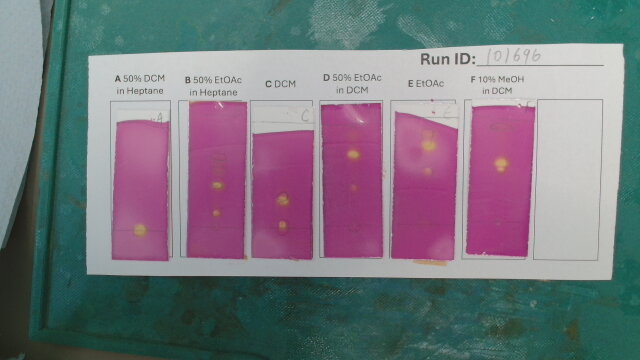 Run ID: 101696
A 50% DCM
in Heptane
B 50% EtOAc
in Heptane
C DCM
D 50% EtOAc
in DCM
E EtOAc
F 10% MeOH
in DCM
A
C
E